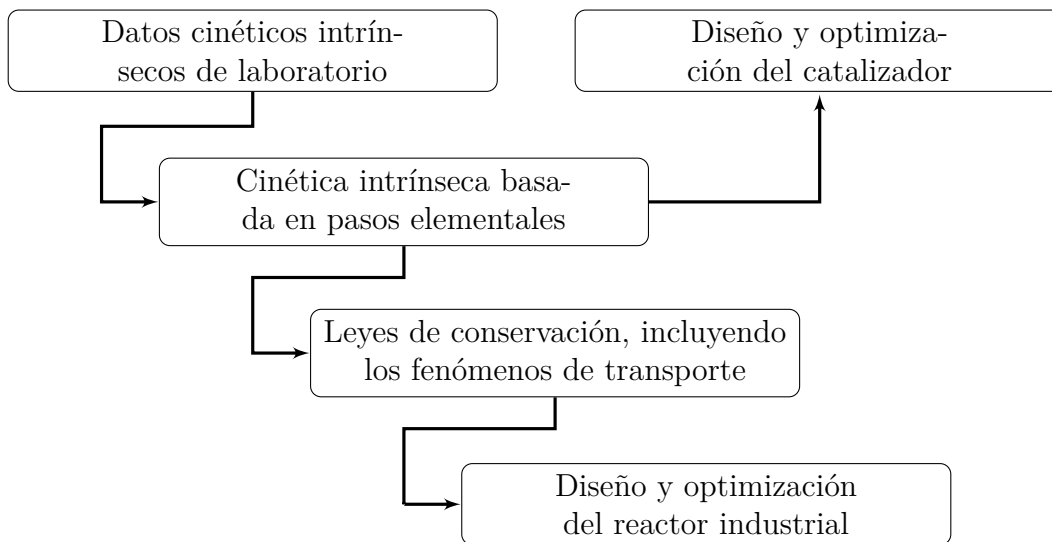 Datos cinéticos intrín-
secos de laboratorio
Diseño y optimiza-
ción del catalizador
Cinética intrínseca basa-
da en pasos elementales
Leyes de conservación, incluyendo
los fenómenos de transporte
Diseño y optimización
del reactor industrial